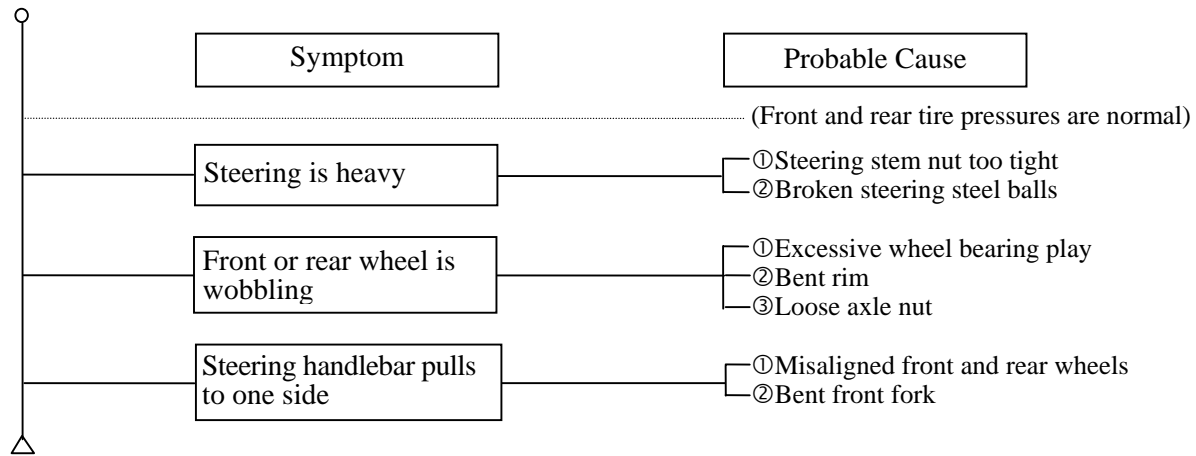 Symptom
Probable Cause
(Front and rear tire pressures are normal)
Steering is heavy
①Steering stem nut too tight
②Broken steering steel balls
Front or rear wheel is
wobbling
①Excessive wheel bearing play
②Bent rim
③Loose axle nut
Steering handlebar pulls
to one side
①Misaligned front and rear wheels
②Bent front fork